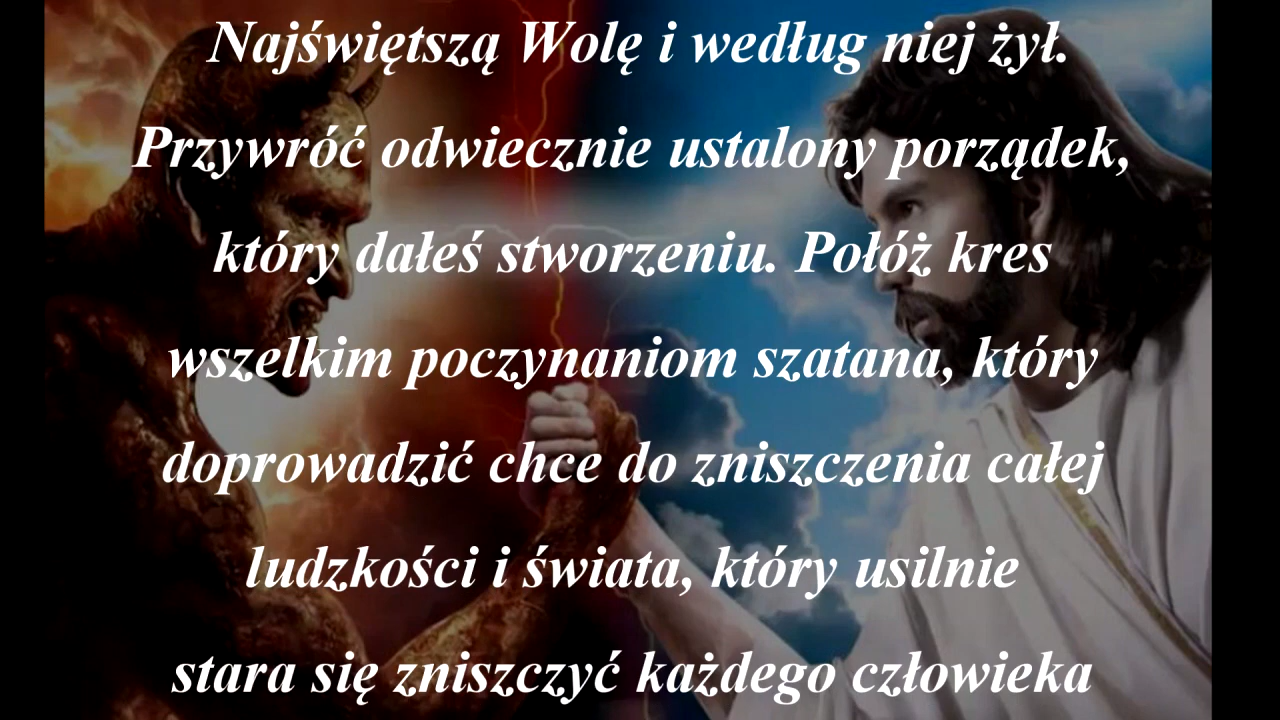 Najświętszą Wolę i według niej żył.
Przywróć odwiecznie ustalony porządek,
który dałeś stworzeniu. Połóż kres
wszelkim poczynaniom szatana, który
doprowadzić chce do zniszczenia całej
ludzkości i świata, który usilnie
stara się zniszczyć każdego człowieka